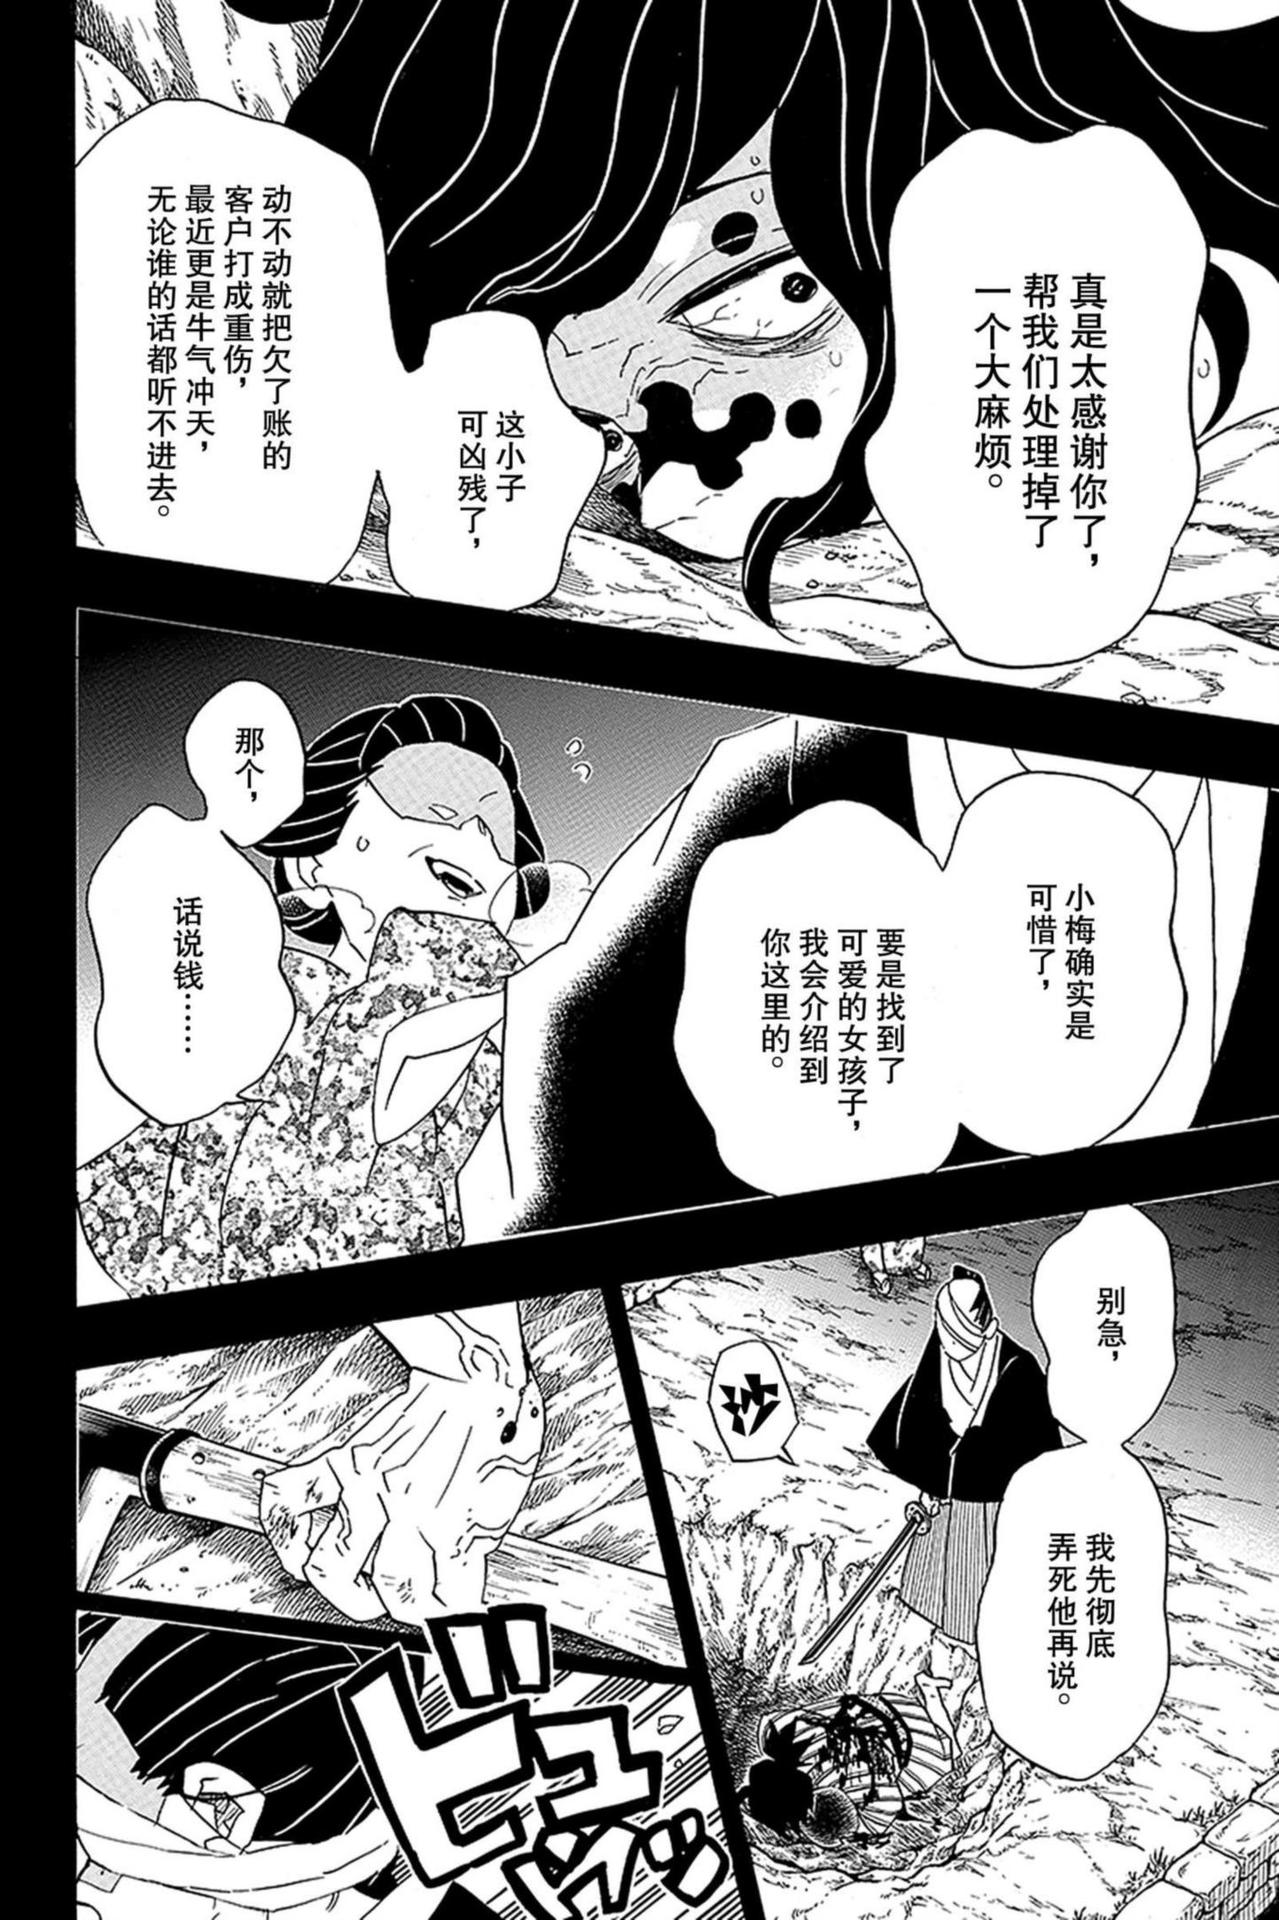 真是太感谢你了，
帮我们处理掉了
一个大麻烦。
这小子
可凶残了，
动不动就把欠了账的
客户打成重伤，
最近更是牛气冲天，
无论谁的话都听不进去。
小梅确实是
可惜了，
要是找到了
可爱的女孩子，
我会介绍到
你这里的。
那个，
话说钱……
别急，
我先彻底
弄死他再说。
沙
ビュウッ